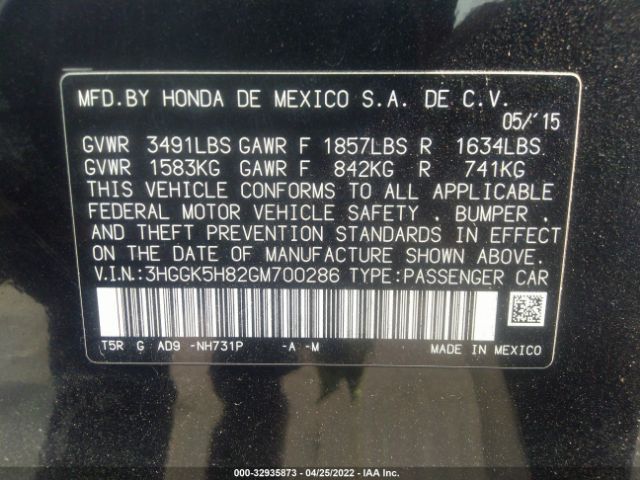 MFD.BY HONDA DE MEXICO S.A. DE C.V.
05/'15
GVWR 3491LBS GAWR F 1857LBS R 1634LBS
GVWR 1583KG GAWR F 842KG R 741KG
THIS VEHICLE CONFORMS TO ALL APPLICABLE
FEDERAL MOTOR VEHICLE SAFETY , BUMPER ,
AND THEFT PREVENTION STANDARDS IN EFFECT
ON THE DATE OF MANUFACTURE SHOWN ABOVE.
V.I.N.:3HGGK5H82GM700286 TYPE:PASSENGER CAR
T5R G AD9 -NH731P -A -M MADE IN MEXICO
000-32935873 - 04/25/2022 - IAA Inc.